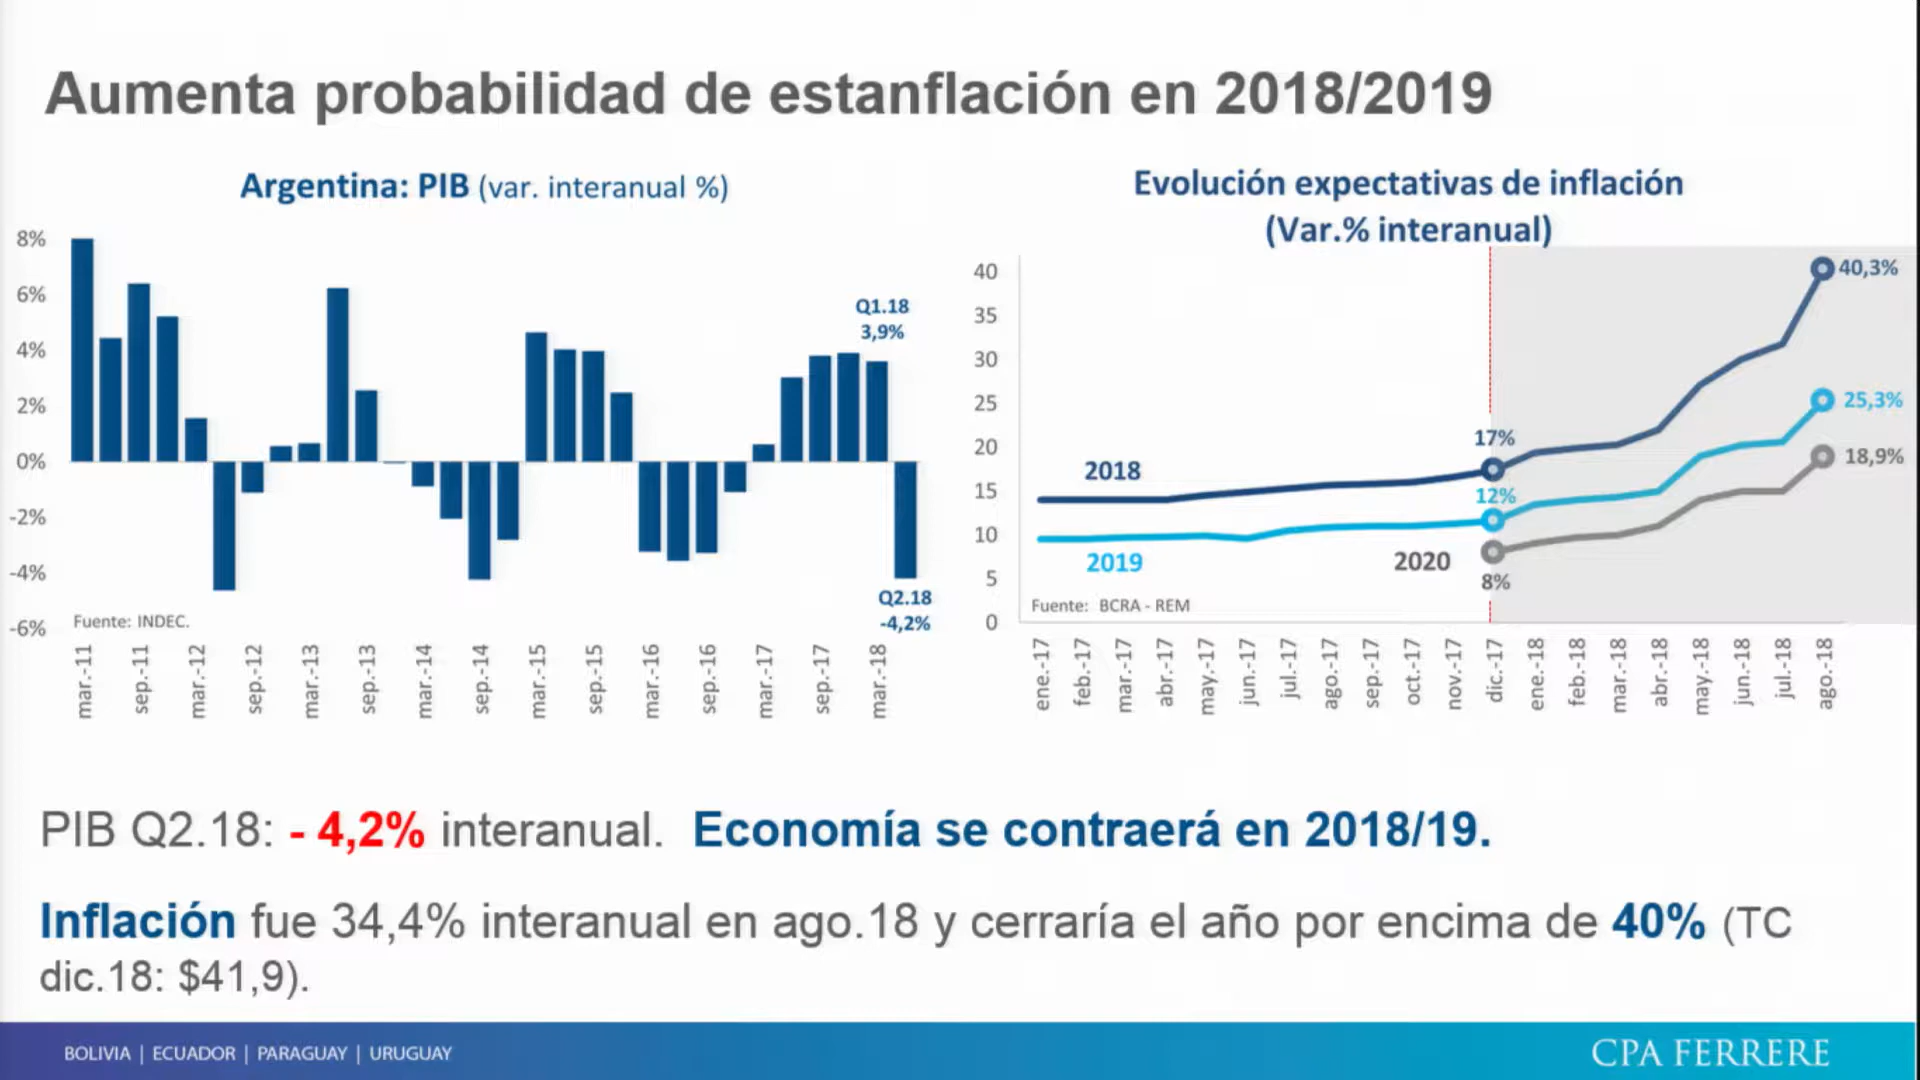 Aumenta probabilidad de estanflación en 2018/2019
Argentina: PIB (var. interanual %)
8%
6%
4%
2%
0%
-2%
-4%
-6%
Q1.18
3,9%
Q2.18
-4,2%
Fuente: INDEC.
mar.-11
sep.-11
mar.-12
sep.-12
mar.-13
sep.-13
mar.-14
sep.-14
mar.-15
sep.-15
mar.-16
sep.-16
mar.-17
sep.-17
mar.-18
Evolución expectativas de inflación
(Var.% interanual)
40
35
30
25
20
15
10
5
0
40,3%
25,3%
18,9%
17%
2018
12%
2019
2020
8%
Fuente: BCRA - REM
ene.-17
feb.-17
mar.-17
abr.-17
may.-17
jun.-17
jul.-17
ago.-17
sep.-17
oct.-17
nov.-17
dic.-17
ene.-18
feb.-18
mar.-18
abr.-18
may.-18
jun.-18
jul.-18
ago.-18
PIB Q2.18: - 4,2% interanual. Economía se contraerá en 2018/19.
Inflación fue 34,4% interanual en ago.18 y cerraría el año por encima de 40% (TC
dic.18: $41,9).
BOLIVIA | ECUADOR | PARAGUAY | URUGUAY
CPA FERRERE